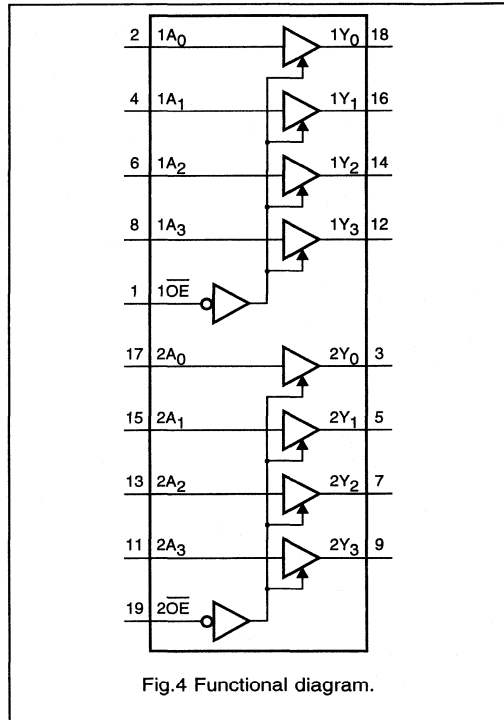 2 1A0 1Y0 18
4 1A1 1Y1 16
6 1A2 1Y2 14
8 1A3 1Y3 12
1 1O̅E̅
17 2A0 2Y0 3
15 2A1 2Y1 5
13 2A2 2Y2 7
11 2A3 2Y3 9
19 2O̅E̅
Fig.4 Functional diagram.